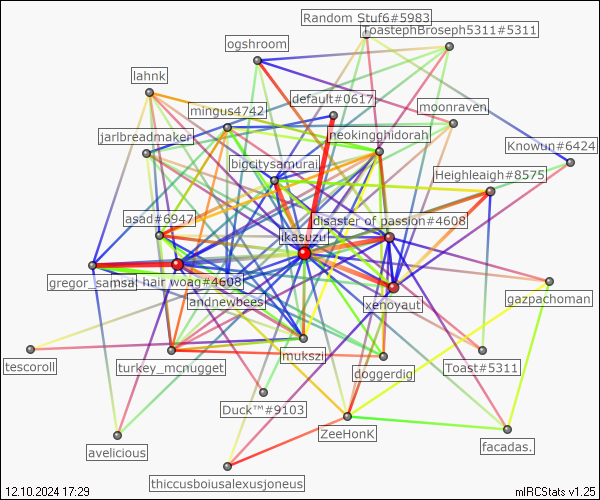 Random Stuf6#5983
ToastephBroseph5311#5311
ogshroom
lahnk
default#0617
mingus4742
moonraven.
jarlbreadmaker
neokingghidorah
Knowun#6424
bigcitysamurai
Heighleaigh#8575
asad#6947
disaster of passion#4608
ikasuzu
gregor_samsa
hair woag#4608
andnewbees
xenoyaut
gazpachoman
mukszi
tescoroll
turkey_mcnugget
doggerdig
Toast#5311
Duck™#9103
ZeeHonK
facadas.
avelicious
thiccusboiusalexusjoneus
12.10.2024 17:29
mIRCStats v1.25